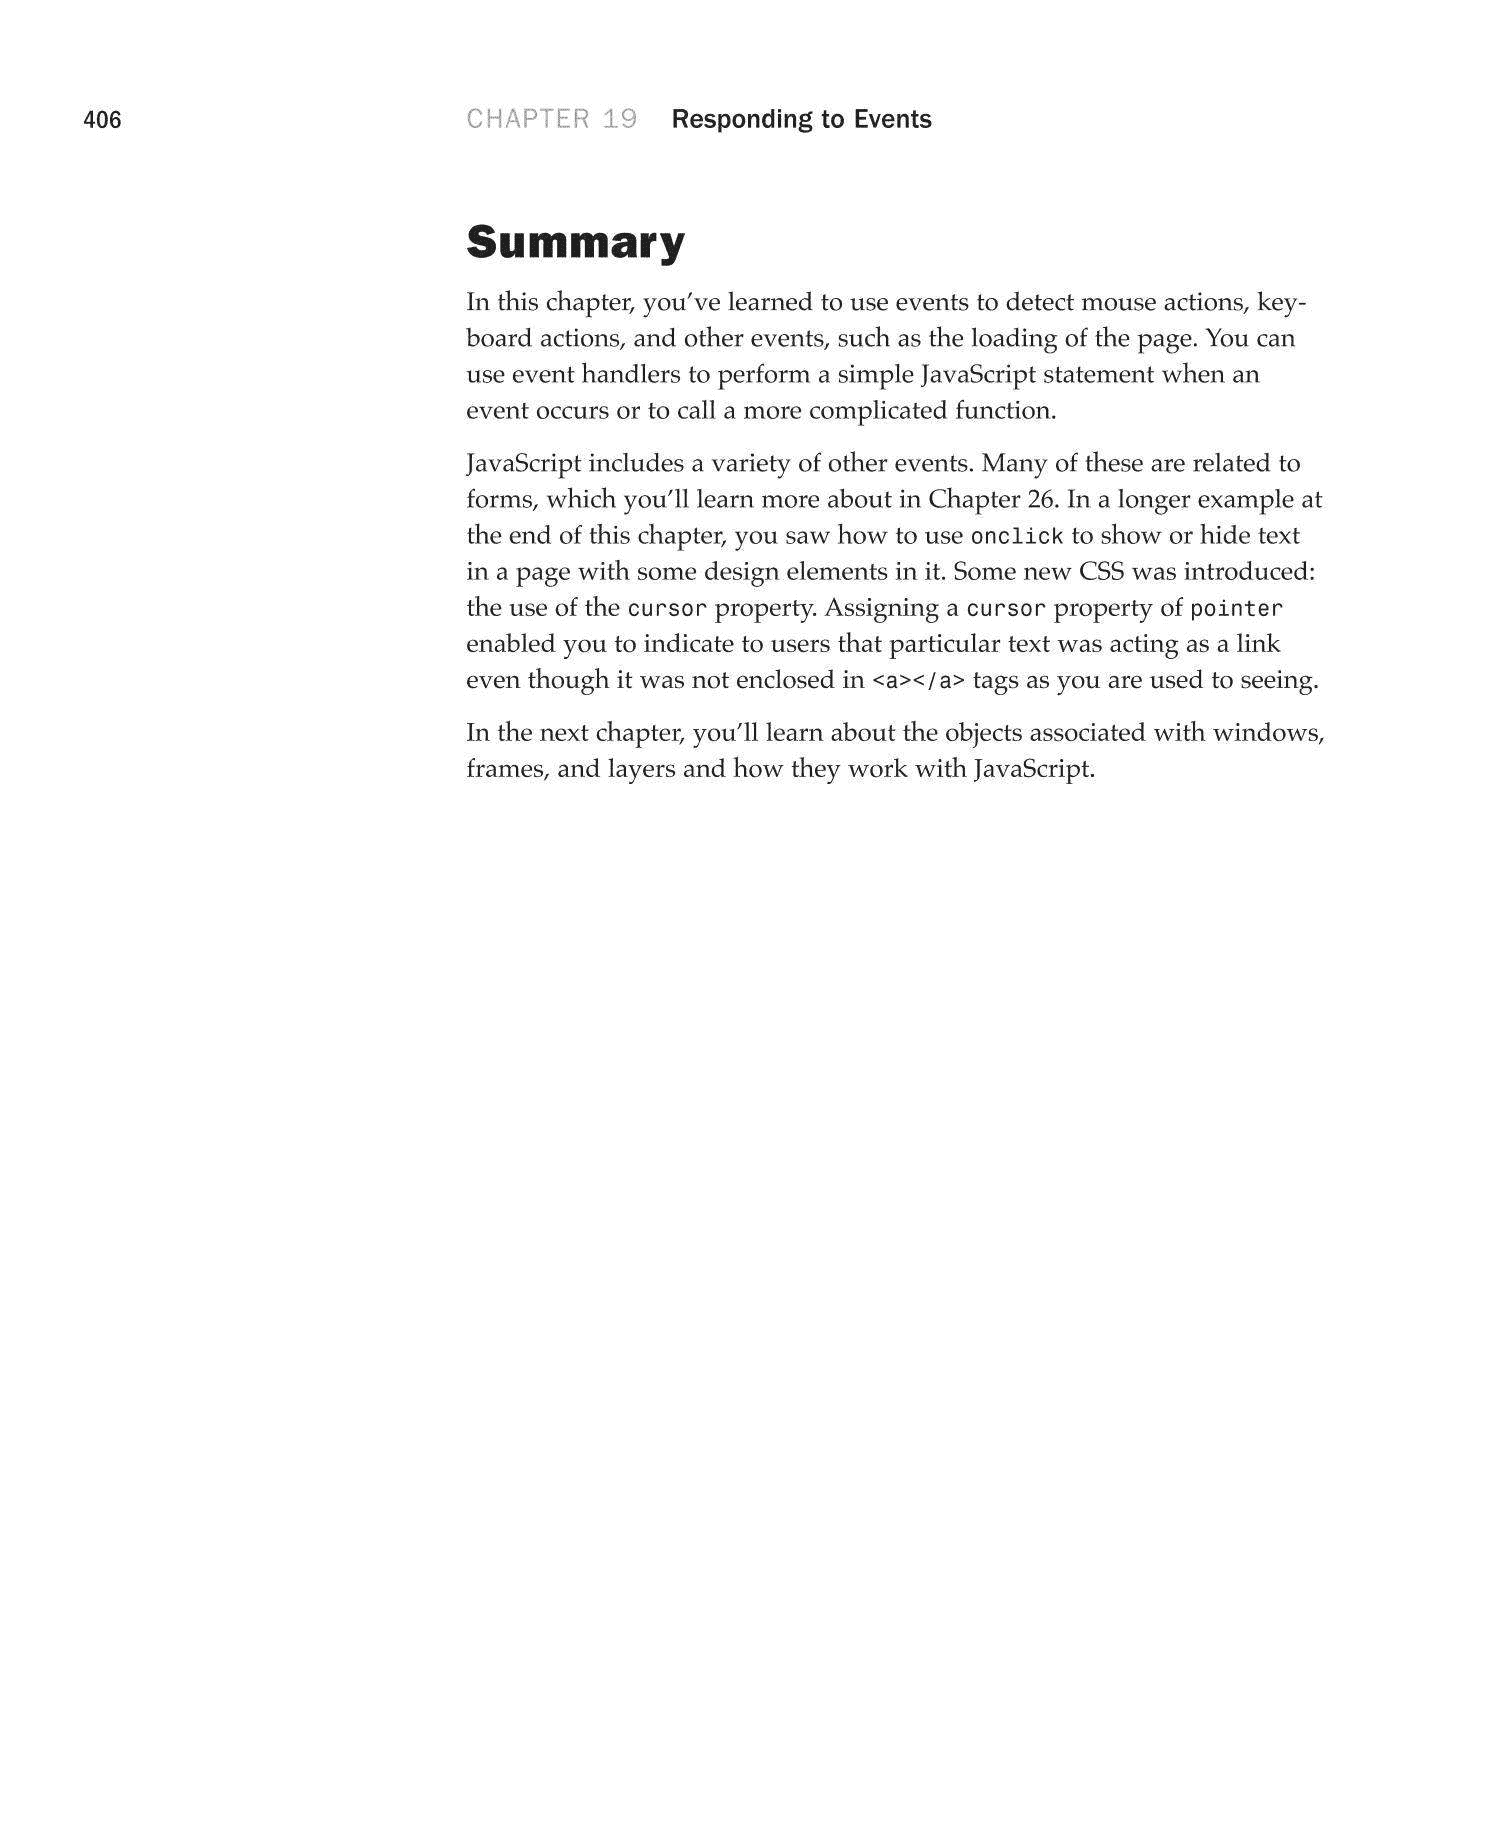 406
CHAPTER 19 Responding to Events
Summary
In this chapter, you’ve learned to use events to detect mouse actions, key-
board actions, and other events, such as the loading of the page. You can
use event handlers to perform a simple JavaScript statement when an
event occurs or to call a more complicated function.
JavaScript includes a variety of other events. Many of these are related to
forms, which you’ll learn more about in Chapter 26. In a longer example at
the end of this chapter, you saw how to use onclick to show or hide text
in a page with some design elements in it. Some new CSS was introduced:
the use of the cursor property. Assigning a cursor property of pointer
enabled you to indicate to users that particular text was acting as a link
even though it was not enclosed in <a></a> tags as you are used to seeing.
In the next chapter, you’ll learn about the objects associated with windows,
frames, and layers and how they work with JavaScript.